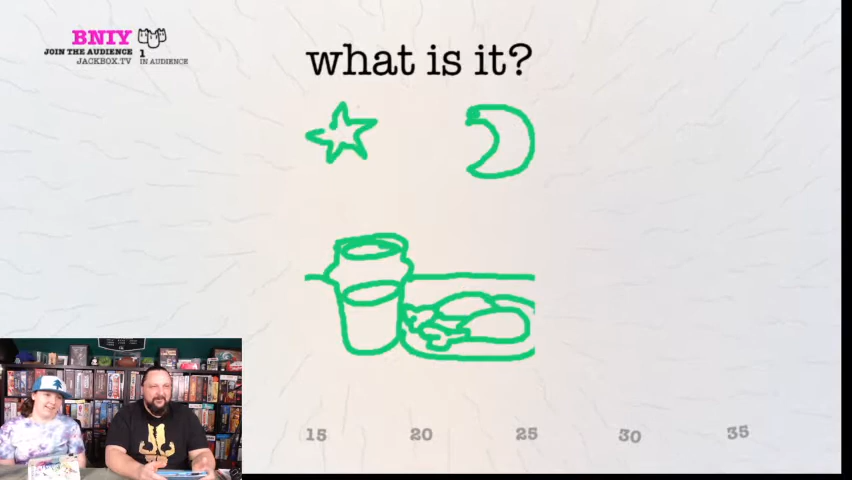 BNIY
JOIN THE AUDIENCE
JACKBOX.TV
1
IN AUDIENCE
what is it?
15 20 25 30 35